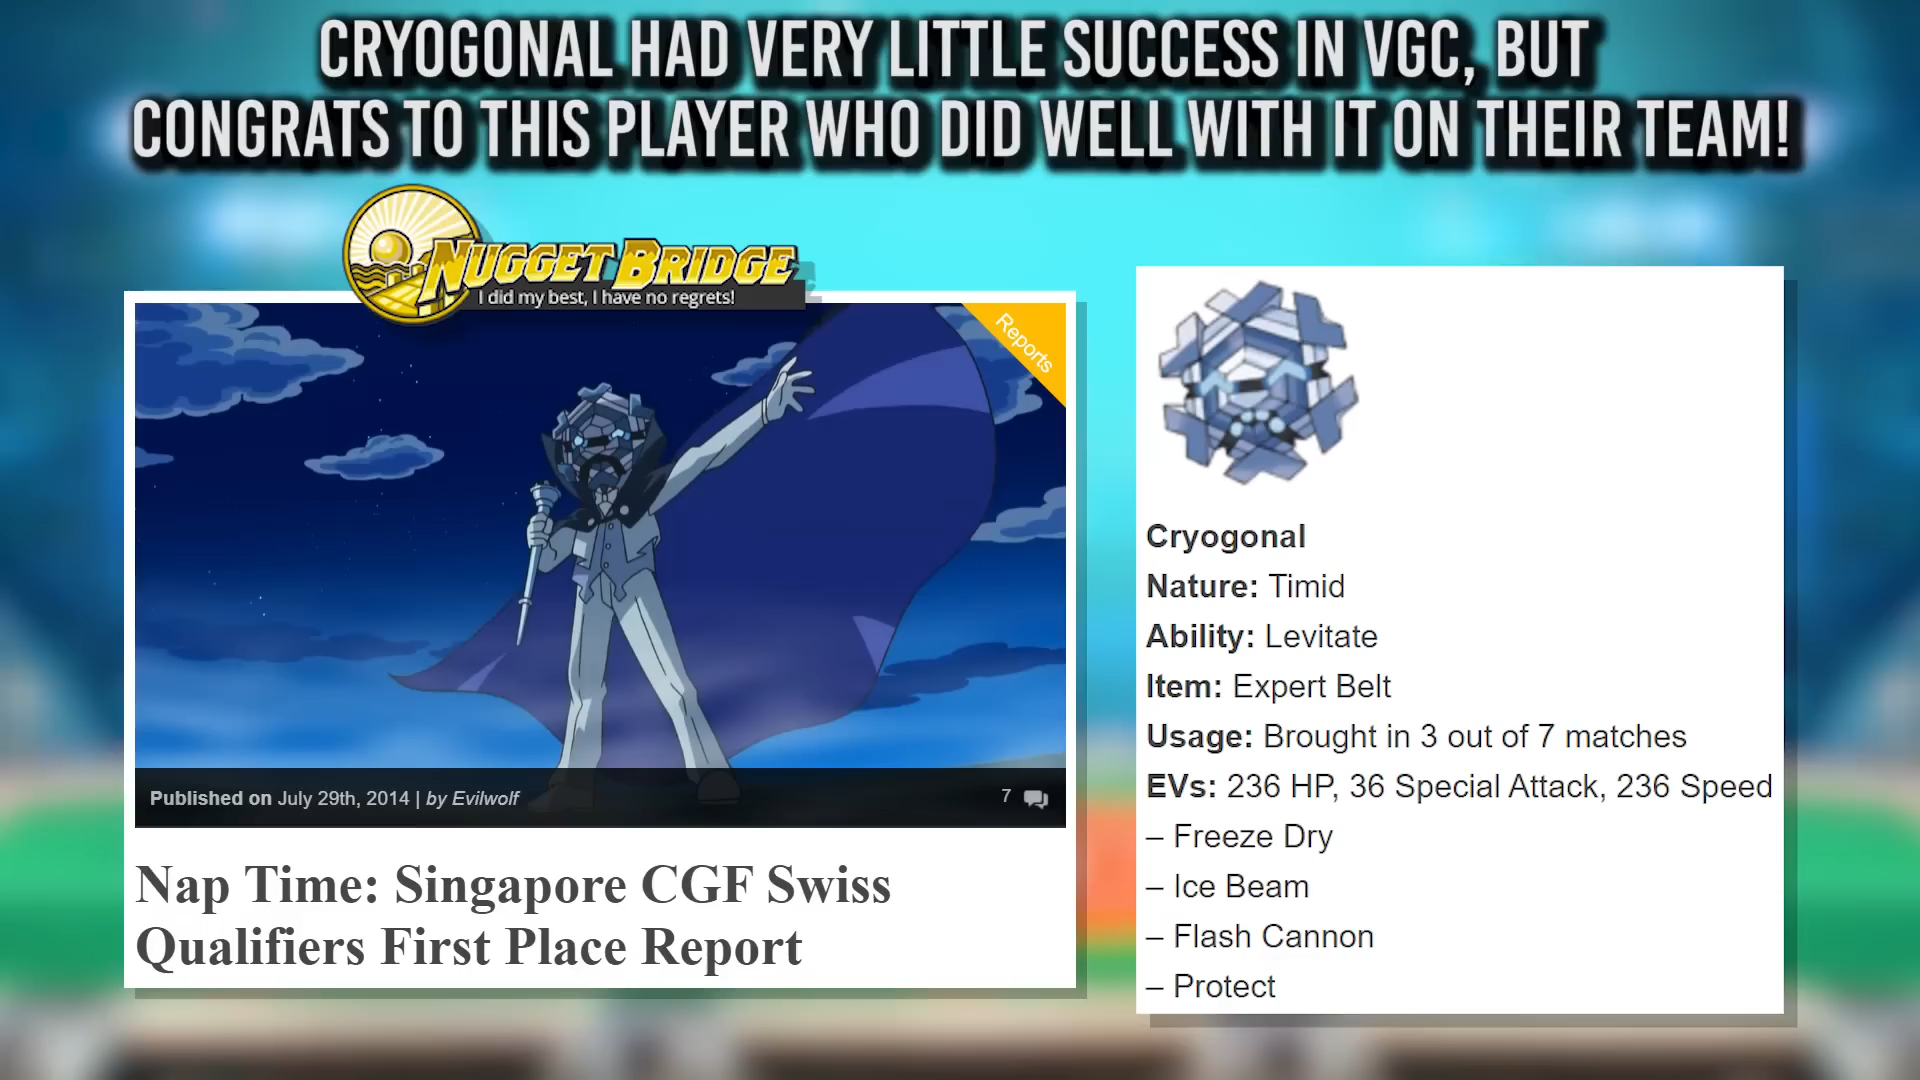 CRYOGONAL HAD VERY LITTLE SUCCESS IN VGC, BUT
CONGRATS TO THIS PLAYER WHO DID WELL WITH IT ON THEIR TEAM!
NUGGET BRIDGE
I did my best, I have no regrets!
Reports
Published on July 29th, 2014 | by Evilwolf
7
Nap Time: Singapore CGF Swiss
Qualifiers First Place Report
Cryogonal
Nature: Timid
Ability: Levitate
Item: Expert Belt
Usage: Brought in 3 out of 7 matches
EVs: 236 HP, 36 Special Attack, 236 Speed
– Freeze Dry
– Ice Beam
– Flash Cannon
– Protect